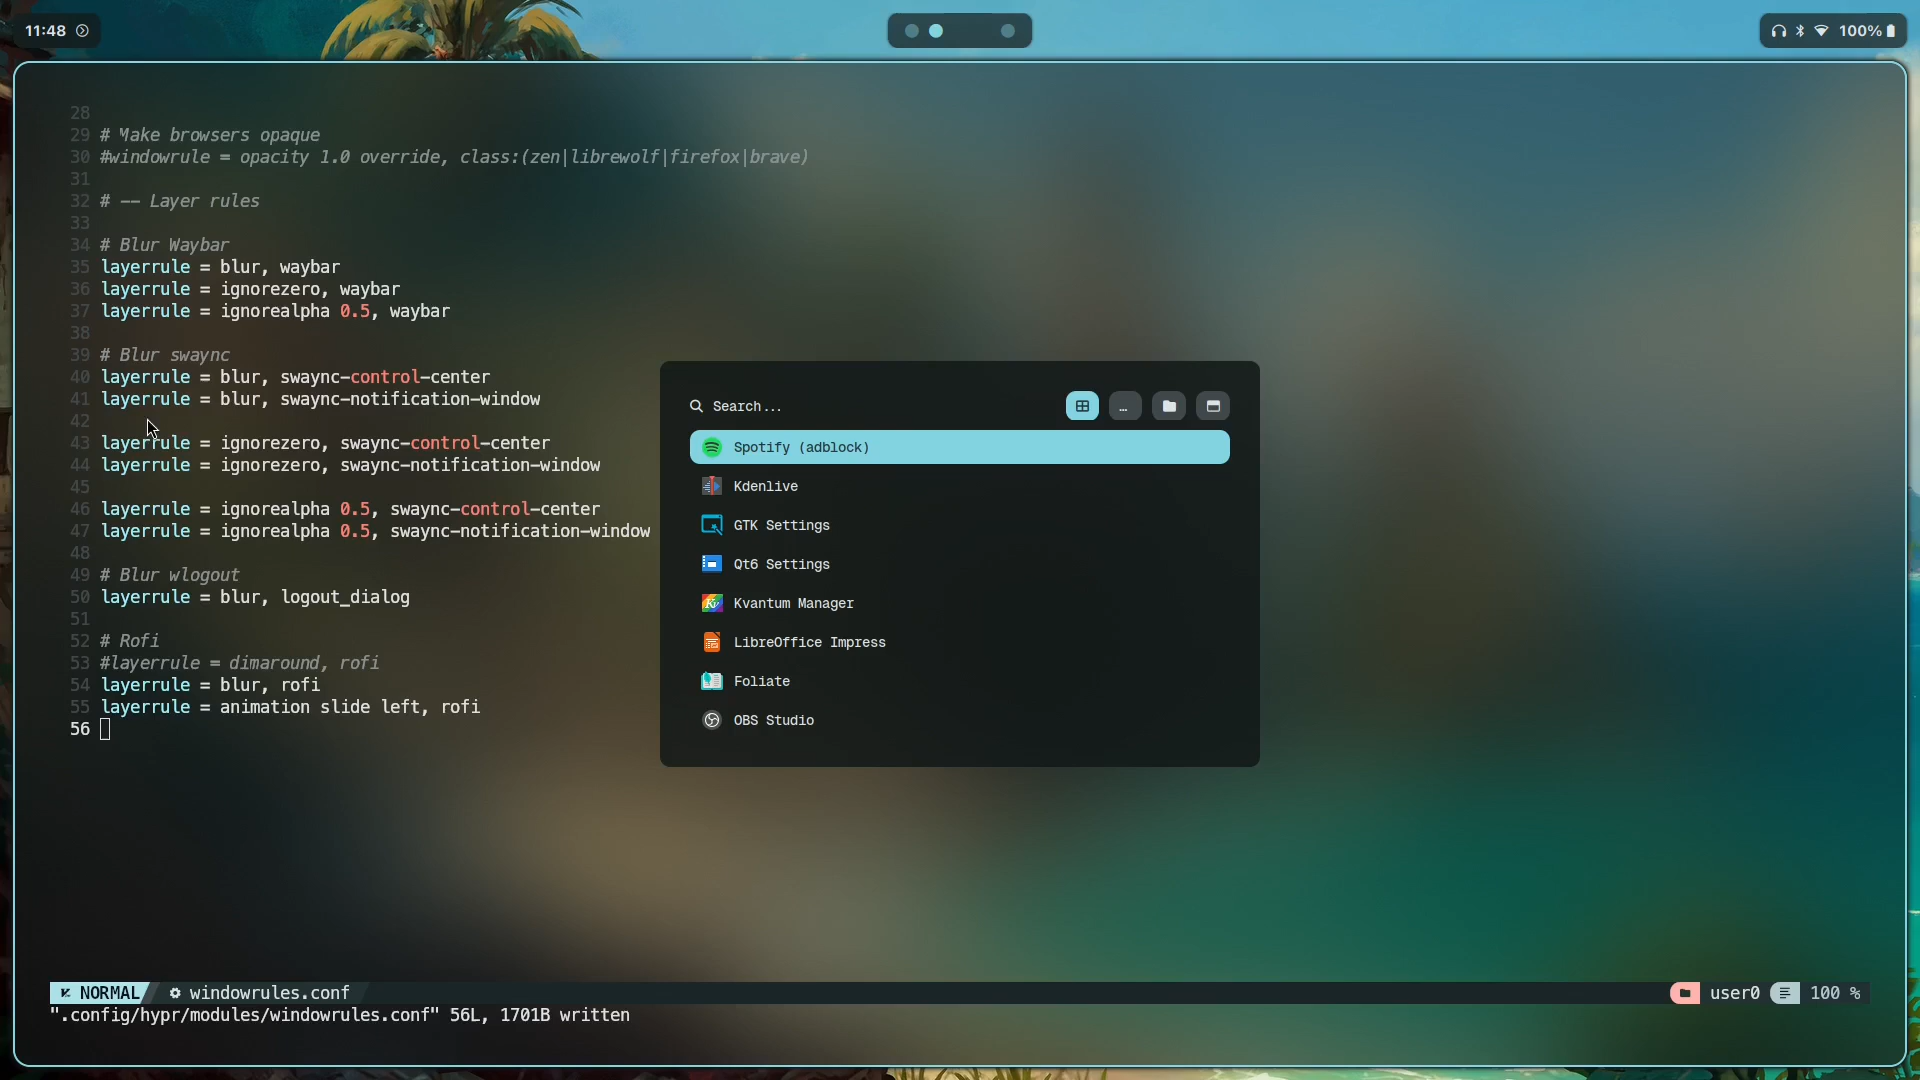 11:48
100%
28
29 # Make browsers opaque
30 #windowrule = opacity 1.0 override, class:(zen|librewolf|firefox|brave)
31
32 # -- Layer rules
33
34 # Blur Waybar
35 layerrule = blur, waybar
36 layerrule = ignorezero, waybar
37 layerrule = ignorealpha 0.5, waybar
38
39 # Blur swaync
40 layerrule = blur, swaync-control-center
41 layerrule = blur, swaync-notification-window
42
43 layerrule = ignorezero, swaync-control-center
44 layerrule = ignorezero, swaync-notification-window
45
46 layerrule = ignorealpha 0.5, swaync-control-center
47 layerrule = ignorealpha 0.5, swaync-notification-window
48
49 # Blur wlogout
50 layerrule = blur, logout_dialog
51
52 # Rofi
53 #layerrule = dimaround, rofi
54 layerrule = blur, rofi
55 layerrule = animation slide left, rofi
56
Search...
…
Spotify (adblock)
Kdenlive
GTK Settings
Qt6 Settings
Kvantum Manager
LibreOffice Impress
Foliate
OBS Studio
NORMAL windowrules.conf user0 100 %
".config/hypr/modules/windowrules.conf" 56L, 1701B written